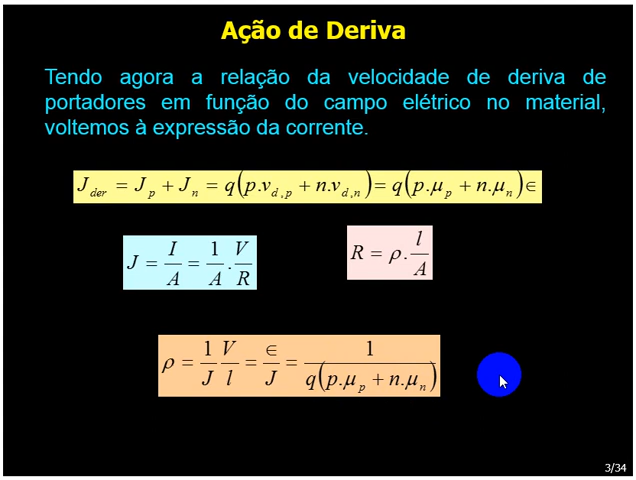 Ação de Deriva
Tendo agora a relação da velocidade de deriva de
portadores em função do campo elétrico no material,
voltemos à expressão da corrente.
J_der = J_p + J_n = q(p.v_d,p + n.v_d,n) = q(p.μ_p + n.μ_n)∈
J = I/A = 1/A . V/R
R = ρ. l/A
ρ = 1/J V/l = ∈/J = 1/q(p.μ_p + n.μ_n)
3/34